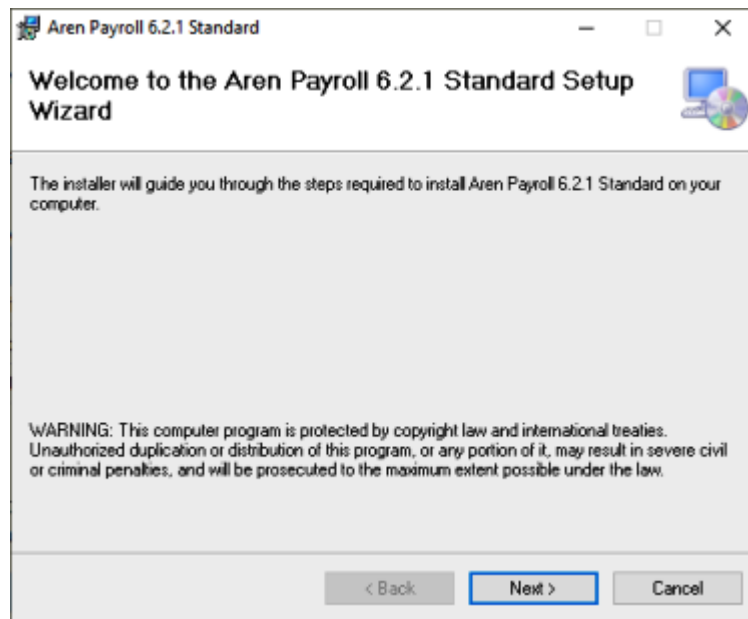 Aren Payroll 6.2.1 Standard
Welcome to the Aren Payroll 6.2.1 Standard Setup
Wizard
The installer will guide you through the steps required to install Aren Payroll 6.2.1 Standard on your
computer.
WARNING: This computer program is protected by copyright law and international treaties.
Unauthorized duplication or distribution of this program, or any portion of it, may result in severe civil
or criminal penalties, and will be prosecuted to the maximum extent possible under the law.
< Back Next > Cancel